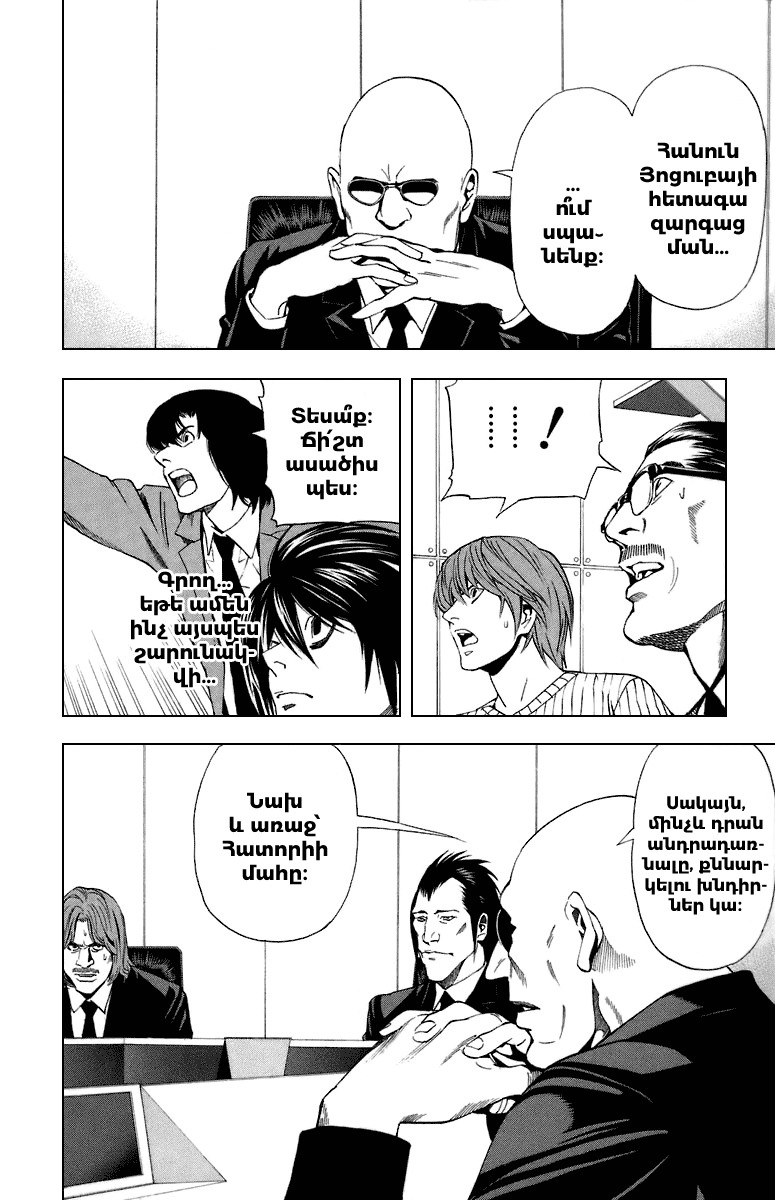 Հանուն
Յոցուբայի
հետագա
զարգաց
ման...
...
ո՞ւմ
սպա֊
նենք։
!
......
......
Տեսա՞ք։
Ճի՛շտ
ասածիս
պես։
Գրող...
եթե ամեն
ինչ այսպես
շարունակ-
վի...
Սակայն,
մինչև դրան
անդրադառ-
նալը, քննար-
կելու խնդիր-
ներ կա։
Նախ
և առաջ՝
Հատորիի
մահը։